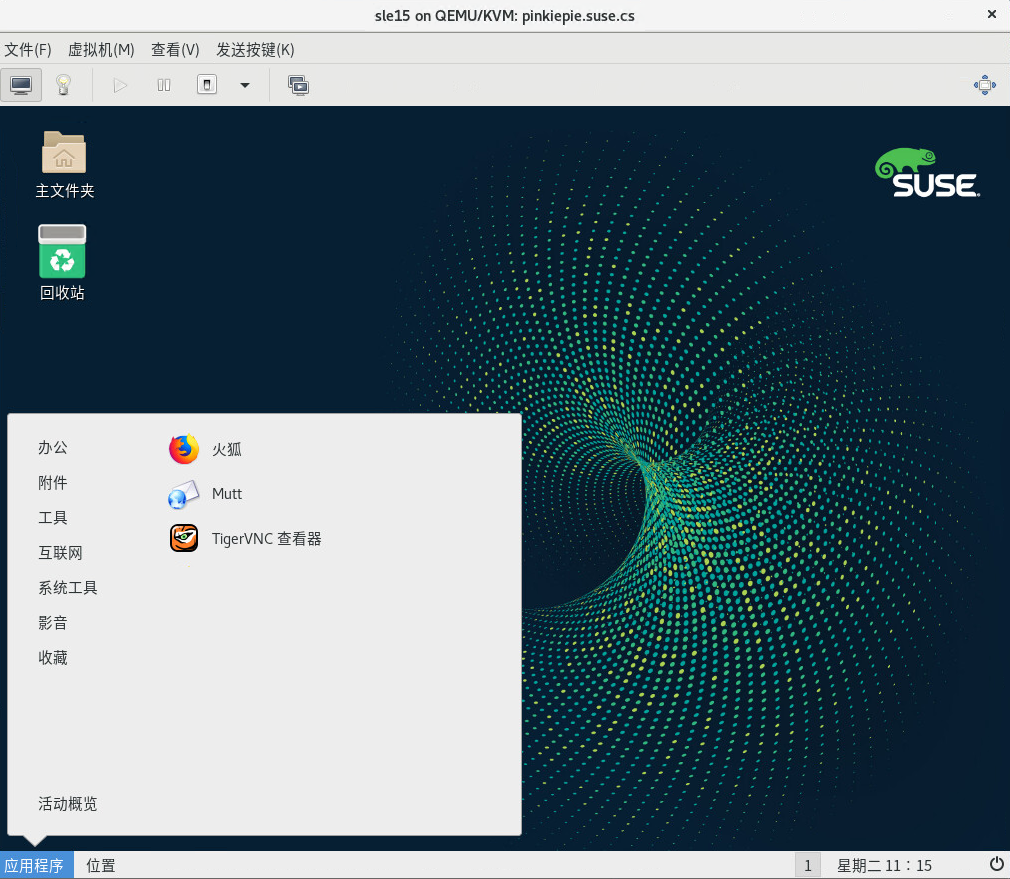 sle15 on QEMU/KVM: pinkiepie.suse.cs
文件(F) 虚拟机(M) 查看(V) 发送按键(K)
主文件夹
SUSE
回收站
办公
附件
工具
互联网
系统工具
影音
收藏
活动概览
火狐
Mutt
TigerVNC 查看器
应用程序 位置 1 星期二 11：15